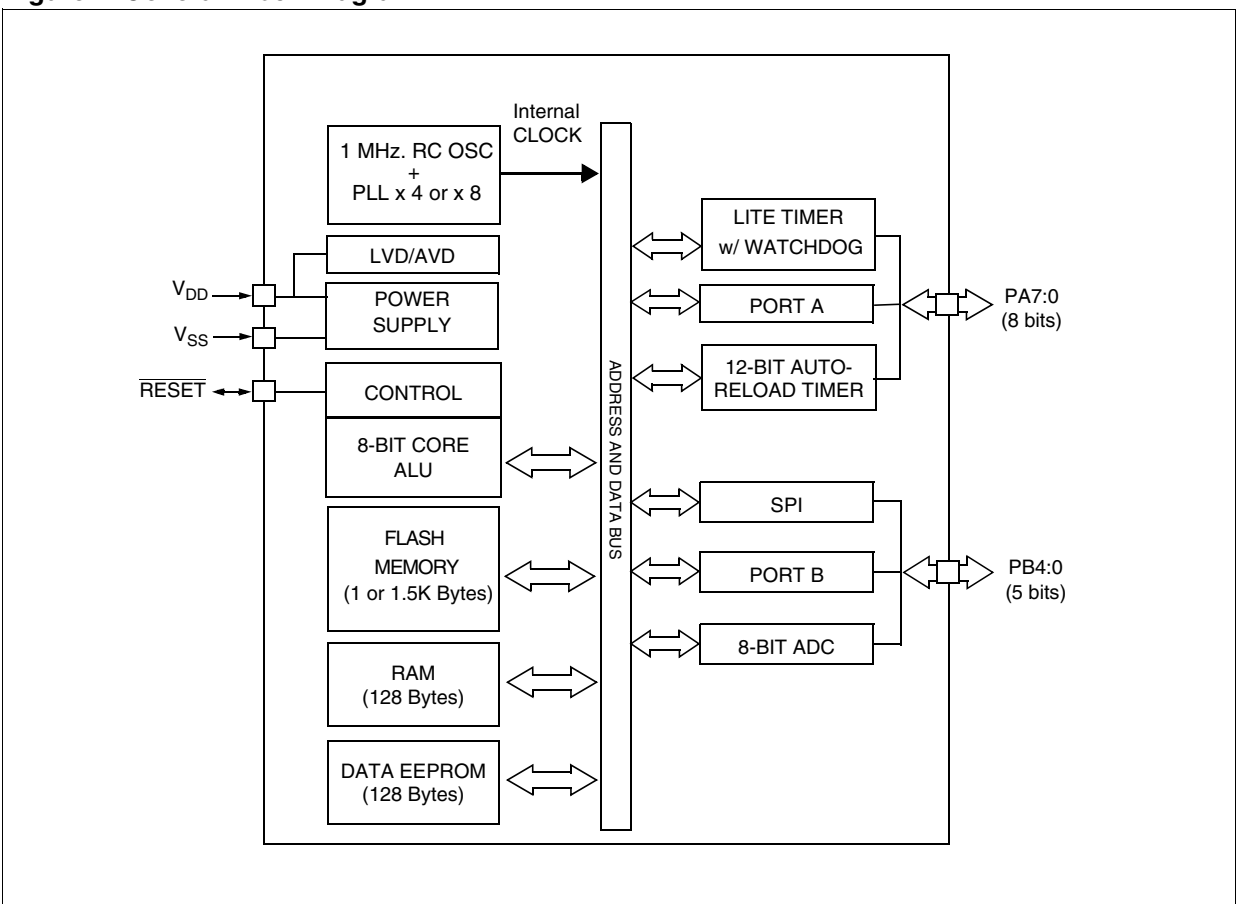 1 MHz. RC OSC
+
PLL x 4 or x 8
Internal
CLOCK
LVD/AVD
POWER
SUPPLY
VDD
VSS
RESET
CONTROL
8-BIT CORE
ALU
FLASH
MEMORY
(1 or 1.5K Bytes)
RAM
(128 Bytes)
DATA EEPROM
(128 Bytes)
ADDRESS AND DATA BUS
LITE TIMER
w/ WATCHDOG
PORT A
12-BIT AUTO-
RELOAD TIMER
PA7:0
(8 bits)
SPI
PORT B
8-BIT ADC
PB4:0
(5 bits)